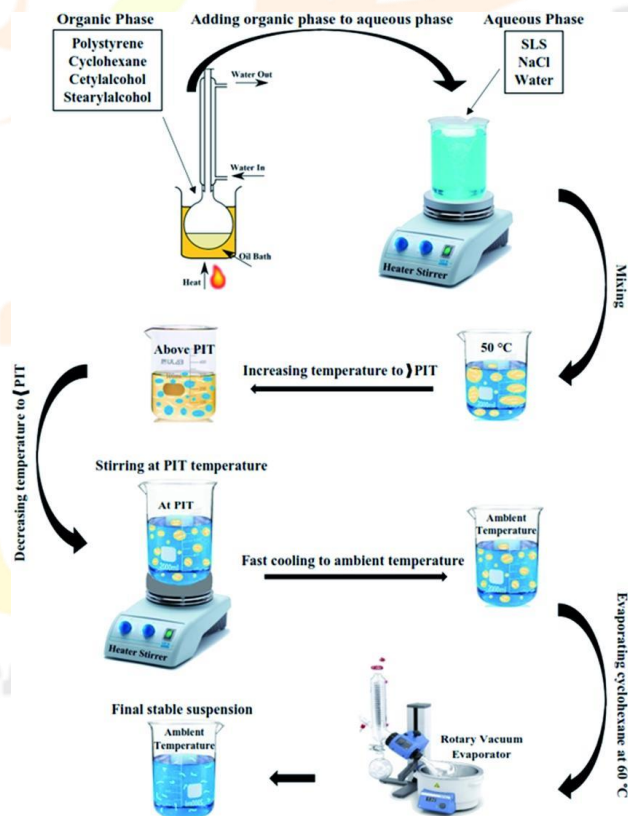 Organic Phase
Adding organic phase to aqueous phase
Aqueous Phase
Polystyrene
Cyclohexane
Cetylalcohol
Stearylalcohol
SLS
NaCl
Water
Water Out
Water In
Oil Bath
Heat
Heater Stirrer
Mixing
50 °C
Increasing temperature to ⟩PIT
Above PIT
Decreasing temperature to ⟨PIT
Stirring at PIT temperature
At PIT
Heater Stirrer
Fast cooling to ambient temperature
Ambient
Temperature
Evaporating cyclohexane at 60 °C
Rotary Vacuum
Evaporator
Final stable suspension
Ambient
Temperature